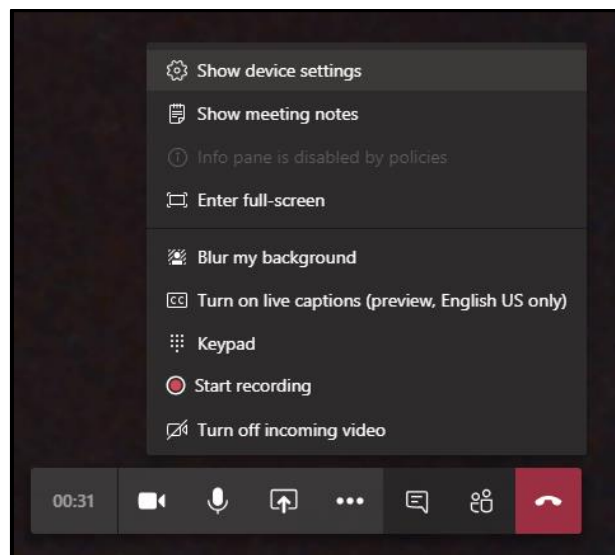 Show device settings
Show meeting notes
Info pane is disabled by policies
Enter full-screen
Blur my background
CC Turn on live captions (preview, English US only)
Keypad
Start recording
Turn off incoming video
00:31